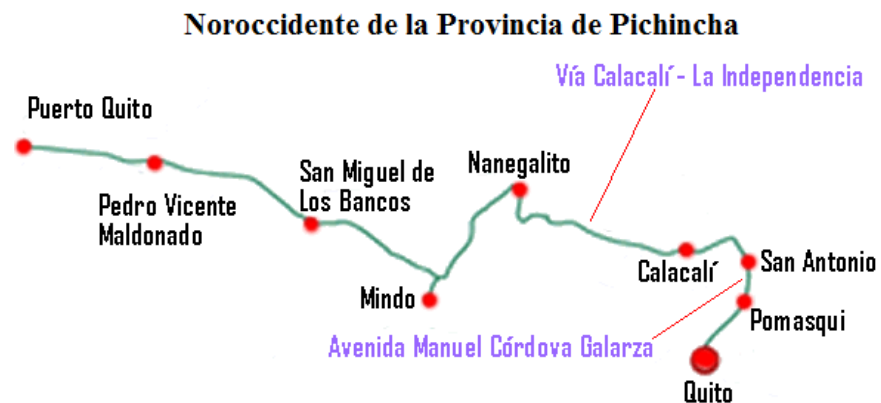 Noroccidente de la Provincia de Pichincha
Vía Calacalí - La Independencia
Puerto Quito
Pedro Vicente
Maldonado
San Miguel de
Los Bancos
Nanegalito
Mindo
Calacalí
San Antonio
Pomasqui
Avenida Manuel Córdova Galarza
Quito